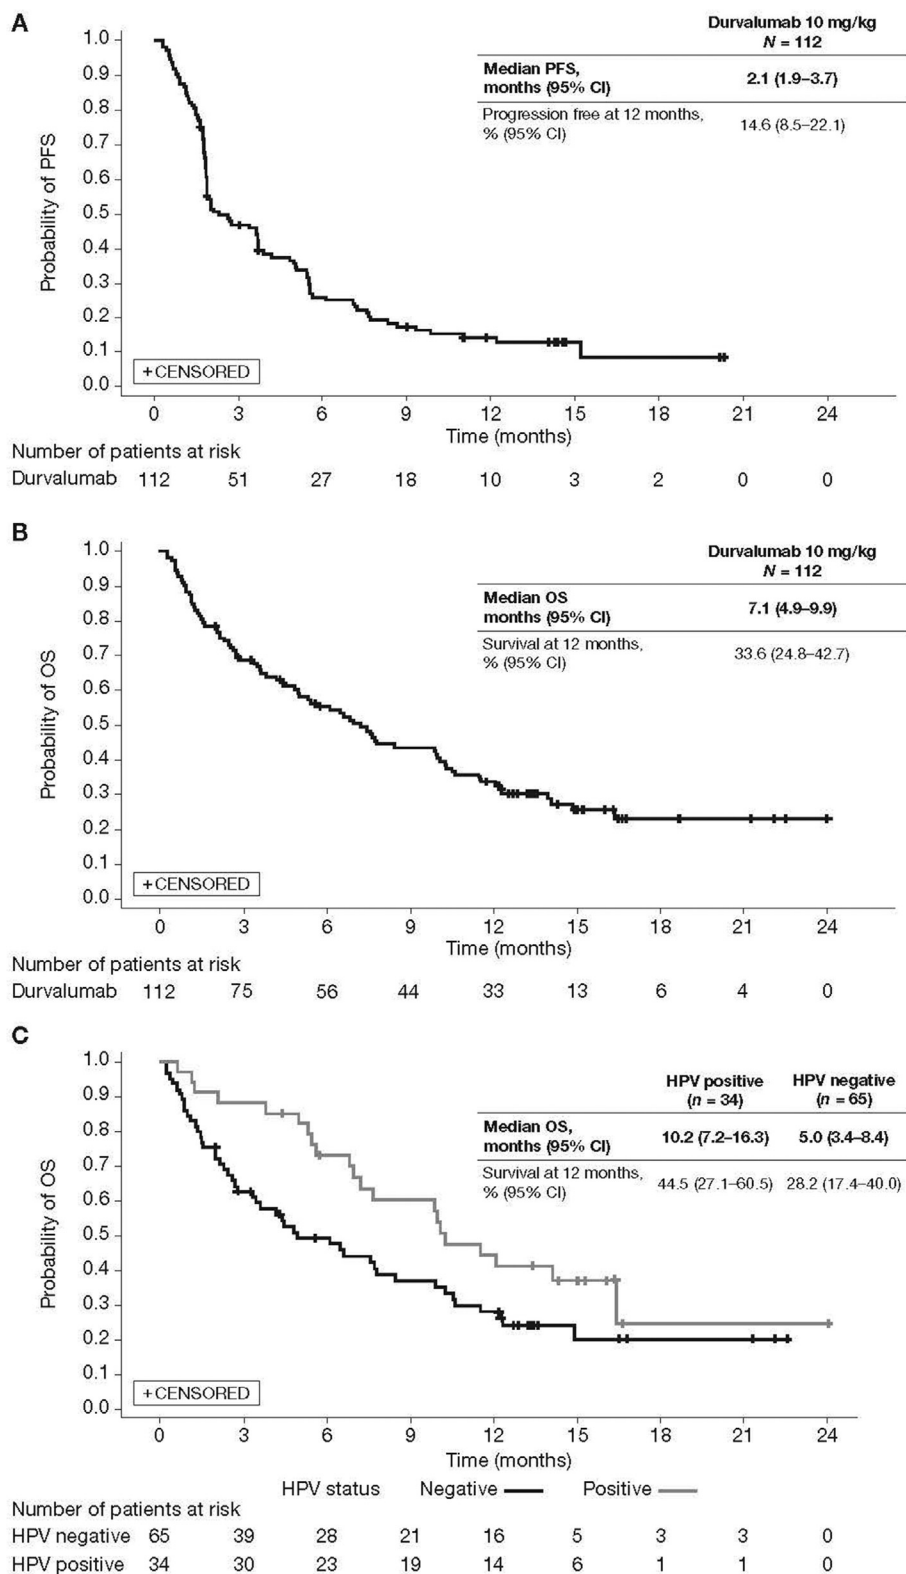 A
Durvalumab 10 mg/kg
N = 112
Median PFS,
months (95% CI)
2.1 (1.9–3.7)
Progression free at 12 months,
% (95% CI)
14.6 (8.5–22.1)
Probability of PFS
1.0
0.9
0.8
0.7
0.6
0.5
0.4
0.3
0.2
0.1
0.0
+CENSORED
0 3 6 9 12 15 18 21 24
Time (months)
Number of patients at risk
Durvalumab 112 51 27 18 10 3 2 0 0
B
Durvalumab 10 mg/kg
N = 112
Median OS
months (95% CI)
7.1 (4.9–9.9)
Survival at 12 months,
% (95% CI)
33.6 (24.8–42.7)
Probability of OS
1.0
0.9
0.8
0.7
0.6
0.5
0.4
0.3
0.2
0.1
0.0
+CENSORED
0 3 6 9 12 15 18 21 24
Time (months)
Number of patients at risk
Durvalumab 112 75 56 44 33 13 6 4 0
C
HPV positive HPV negative
(n = 34) (n = 65)
Median OS,
months (95% CI)
10.2 (7.2–16.3) 5.0 (3.4–8.4)
Survival at 12 months,
% (95% CI)
44.5 (27.1–60.5) 28.2 (17.4–40.0)
Probability of OS
1.0
0.9
0.8
0.7
0.6
0.5
0.4
0.3
0.2
0.1
0.0
+CENSORED
0 3 6 9 12 15 18 21 24
Time (months)
HPV status Negative Positive
Number of patients at risk
HPV negative 65 39 28 21 16 5 3 3 0
HPV positive 34 30 23 19 14 6 1 1 0